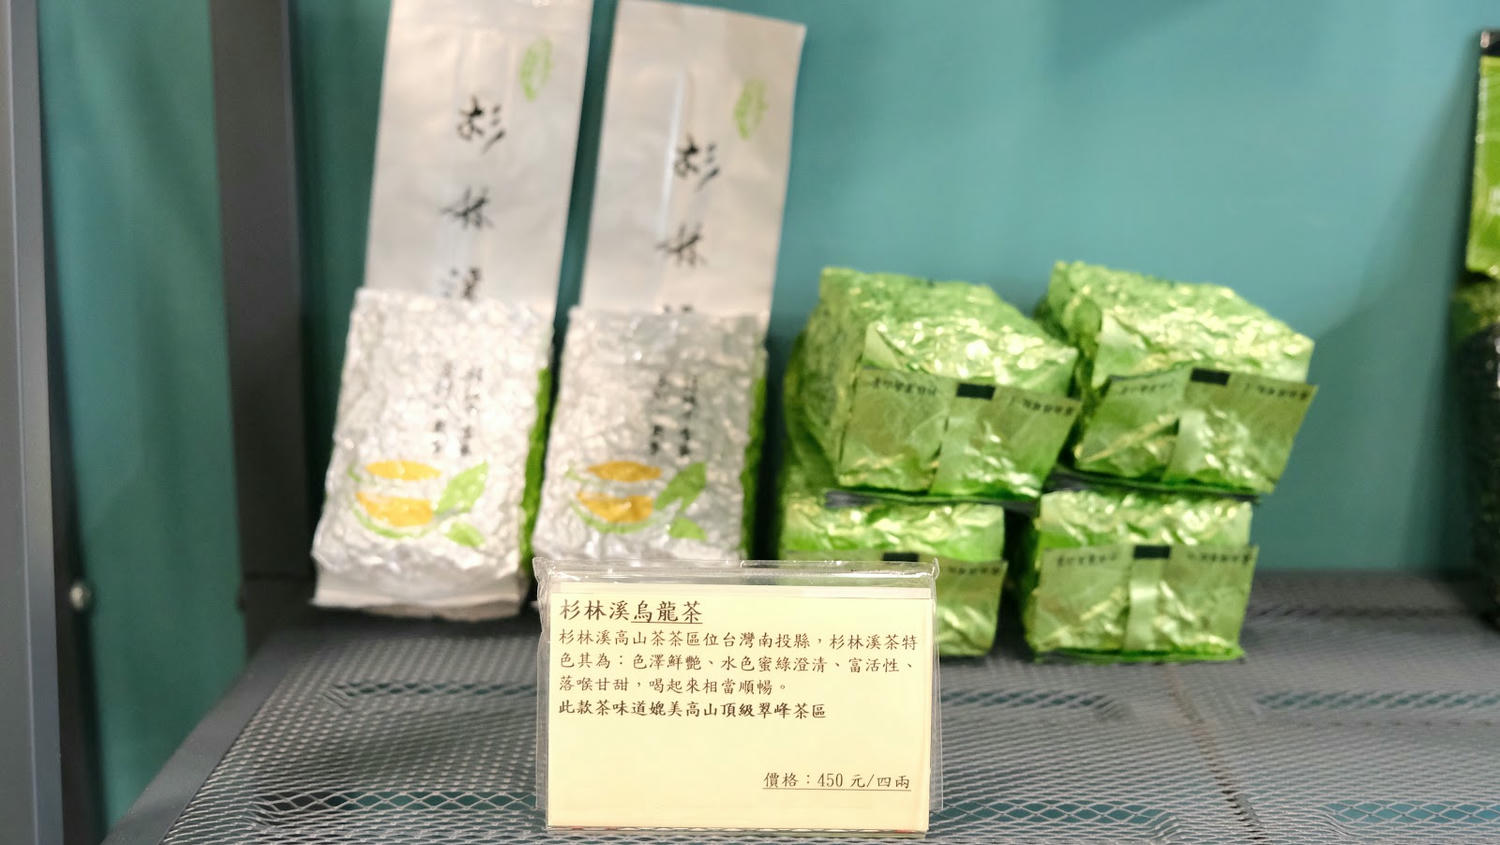 杉林溪
杉林
杉林溪烏龍茶
杉林溪高山茶茶區位台灣南投縣，杉林溪茶特
色其為：色澤鮮艷、水色蜜綠澄清、富活性、
落喉甘甜，喝起來相當順暢。
此款茶味道媲美高山頂級翠峰茶區
價格：450 元/四兩